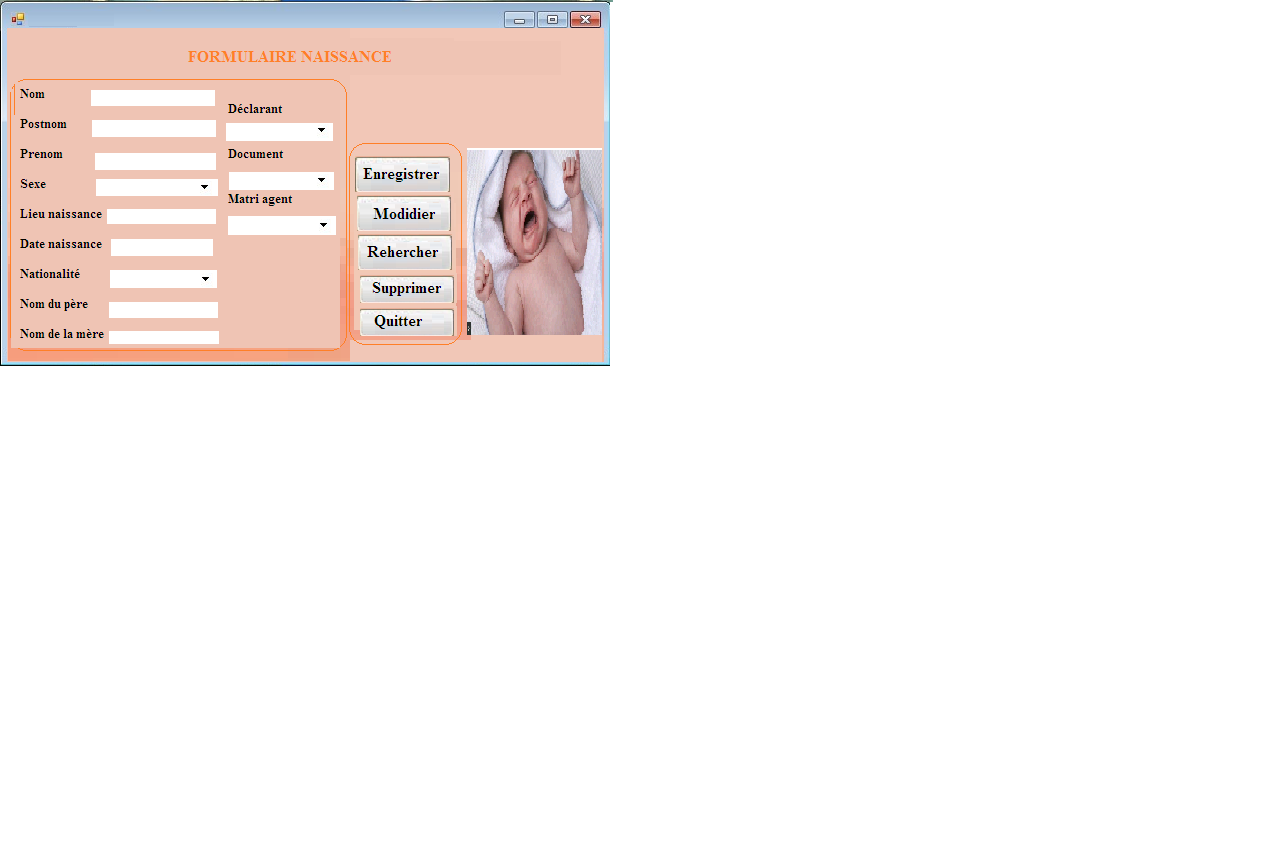 FORMULAIRE NAISSANCE
Nom
Postnom
Prenom
Sexe
Lieu naissance
Date naissance
Nationalité
Nom du père
Nom de la mère
Déclarant
Document
Matri agent
Enregistrer
Modidier
Rehercher
Supprimer
Quitter